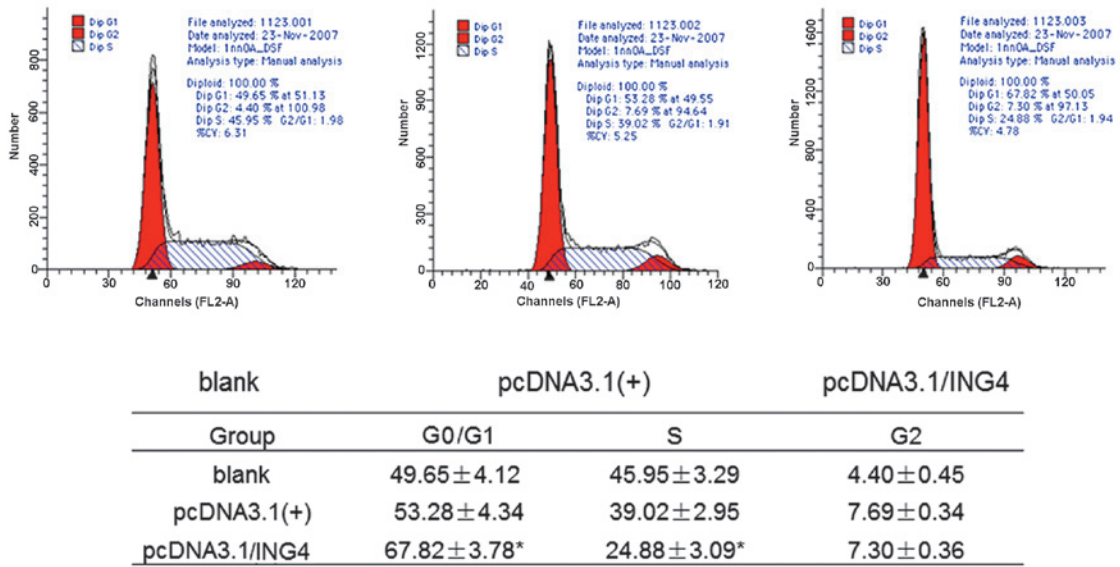 Dip G1
Dip G2
Dip S
File analyzed: 1123.001
Date analyzed: 23-Nov-2007
Model: 1nn0A_DSF
Analysis type: Manual analysis
Diploid: 100.00 %
Dip G1: 49.65 % at 51.13
Dip G2: 4.40 % at 100.98
Dip S: 45.95 % G2/G1: 1.98
%CV: 6.31
Number
800
600
400
200
0
0 30 60 90 120
Channels (FL2-A)
Dip G1
Dip G2
Dip S
File analyzed: 1123.002
Date analyzed: 23-Nov-2007
Model: 1nn0A_DSF
Analysis type: Manual analysis
Diploid: 100.00 %
Dip G1: 53.28 % at 49.55
Dip G2: 7.69 % at 94.64
Dip S: 39.02 % G2/G1: 1.91
%CV: 5.25
Number
1200
900
600
300
0
0 20 40 60 80 100 120
Channels (FL2-A)
Dip G1
Dip G2
Dip S
File analyzed: 1123.003
Date analyzed: 23-Nov-2007
Model: 1nn0A_DSF
Analysis type: Manual analysis
Diploid: 100.00 %
Dip G1: 67.82 % at 50.05
Dip G2: 7.30 % at 97.13
Dip S: 24.88 % G2/G1: 1.94
%CV: 4.78
Number
1600
1200
800
400
0
0 30 60 90 120
Channels (FL2-A)
blank pcDNA3.1(+) pcDNA3.1/ING4
Group G0/G1 S G2
blank 49.65±4.12 45.95±3.29 4.40±0.45
pcDNA3.1(+) 53.28±4.34 39.02±2.95 7.69±0.34
pcDNA3.1/ING4 67.82±3.78* 24.88±3.09* 7.30±0.36